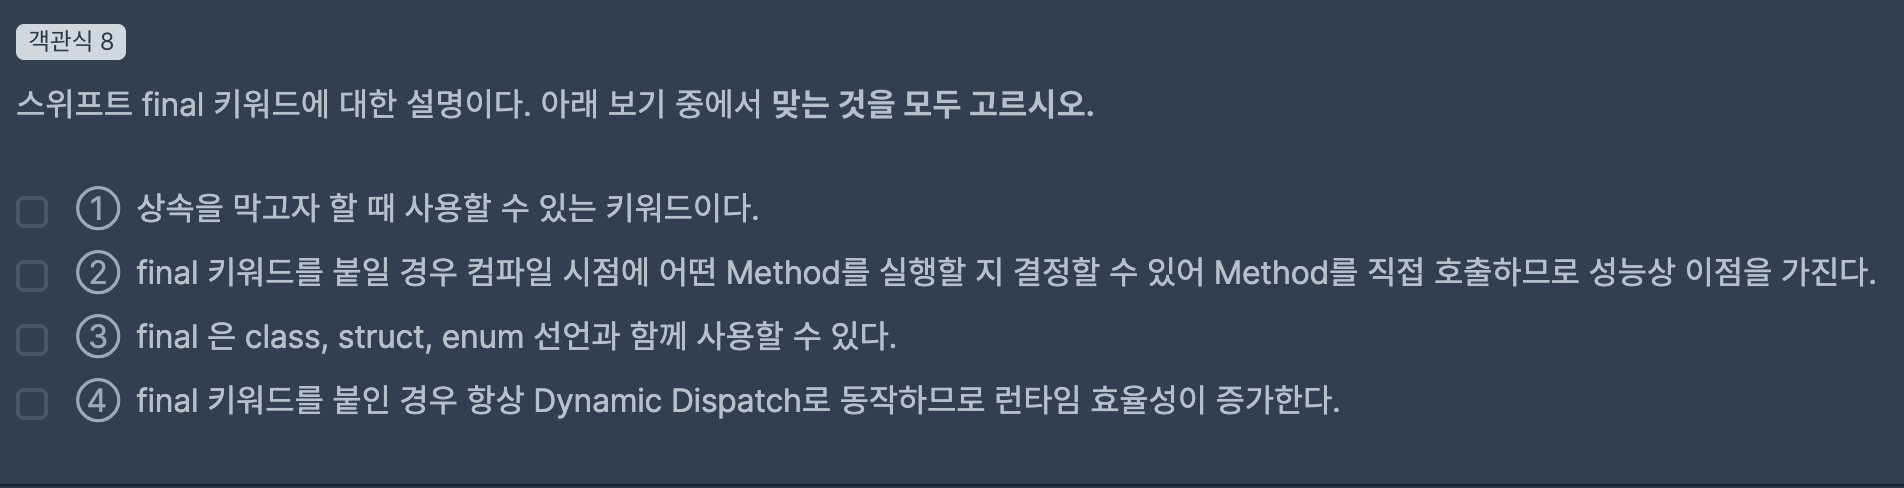 객관식 8
스위프트 final 키워드에 대한 설명이다. 아래 보기 중에서 맞는 것을 모두 고르시오.
① 상속을 막고자 할 때 사용할 수 있는 키워드이다.
② final 키워드를 붙일 경우 컴파일 시점에 어떤 Method를 실행할 지 결정할 수 있어 Method를 직접 호출하므로 성능상 이점을 가진다.
③ final 은 class, struct, enum 선언과 함께 사용할 수 있다.
④ final 키워드를 붙인 경우 항상 Dynamic Dispatch로 동작하므로 런타임 효율성이 증가한다.